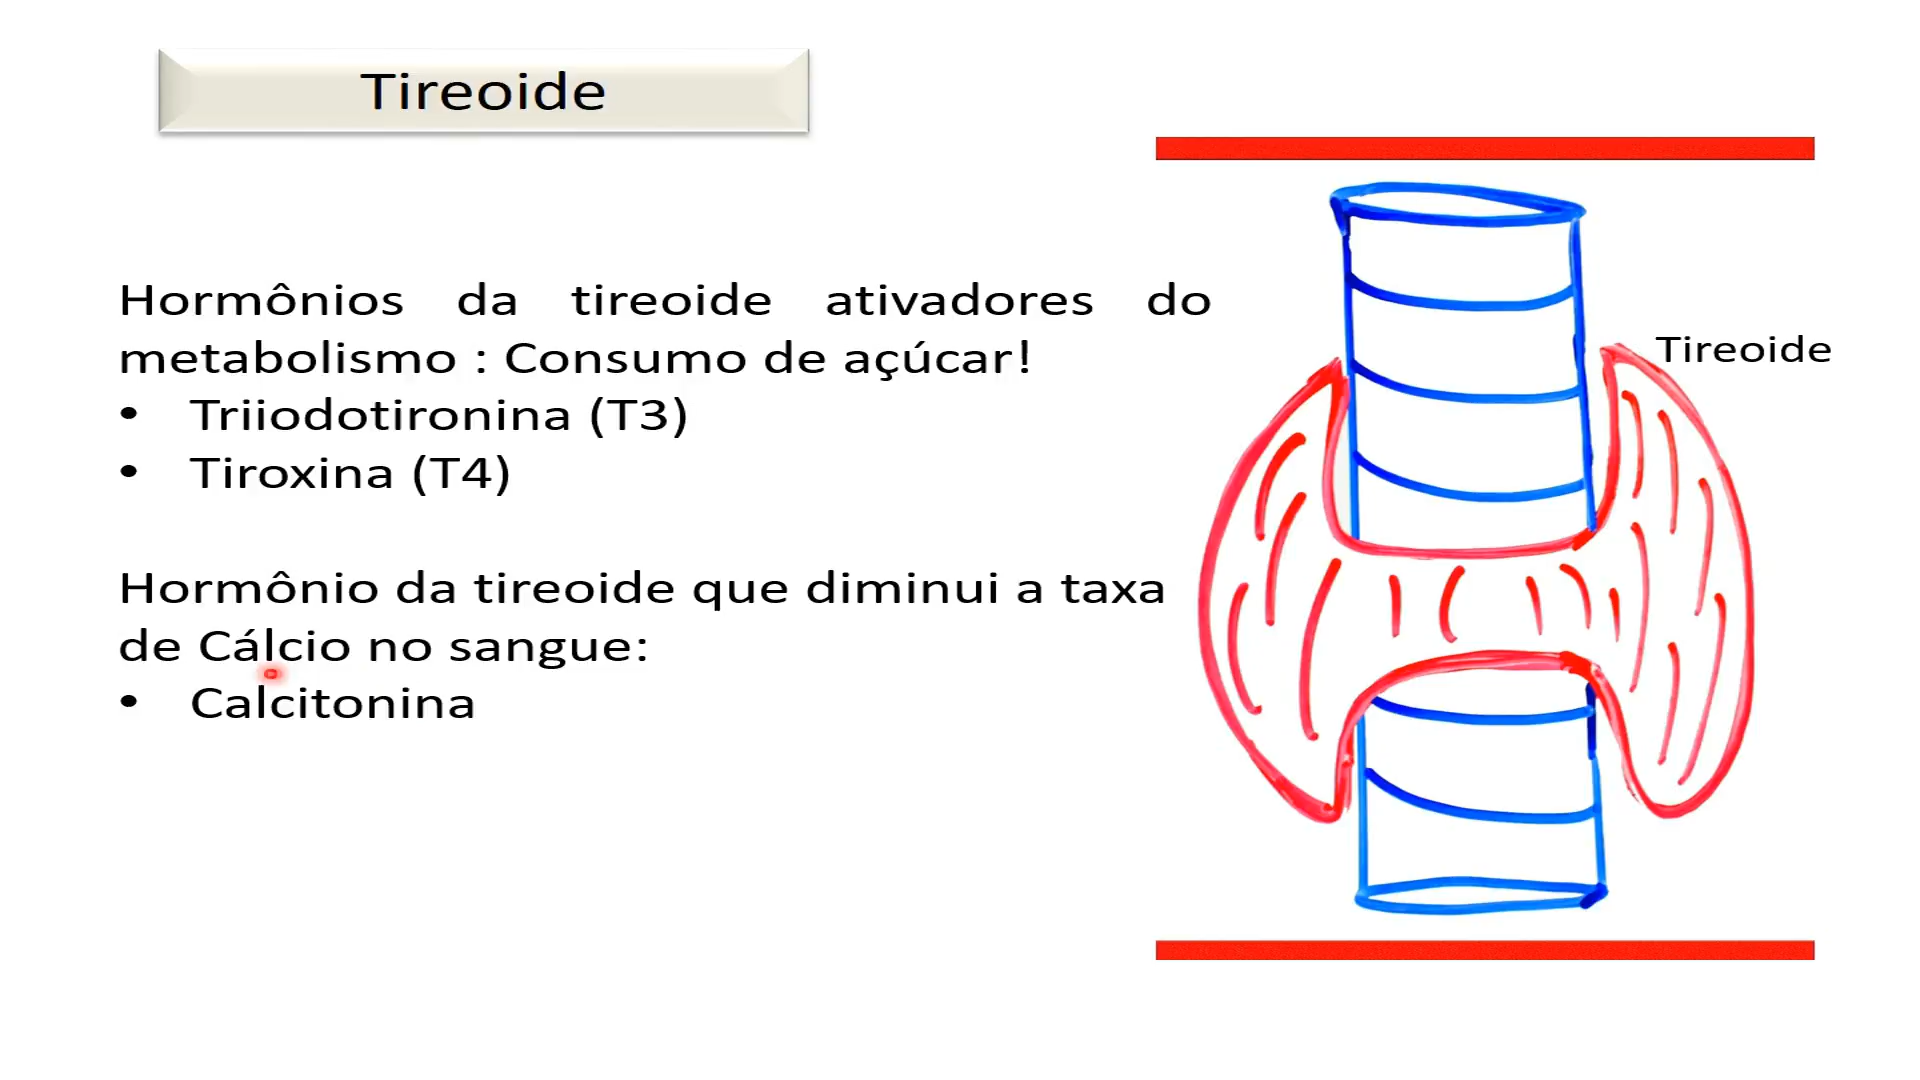 Tireoide
Hormônios da tireoide ativadores do
metabolismo : Consumo de açúcar!
• Triiodotironina (T3)
• Tiroxina (T4)
Hormônio da tireoide que diminui a taxa
de Cálcio no sangue:
• Calcitonina
Tireoide